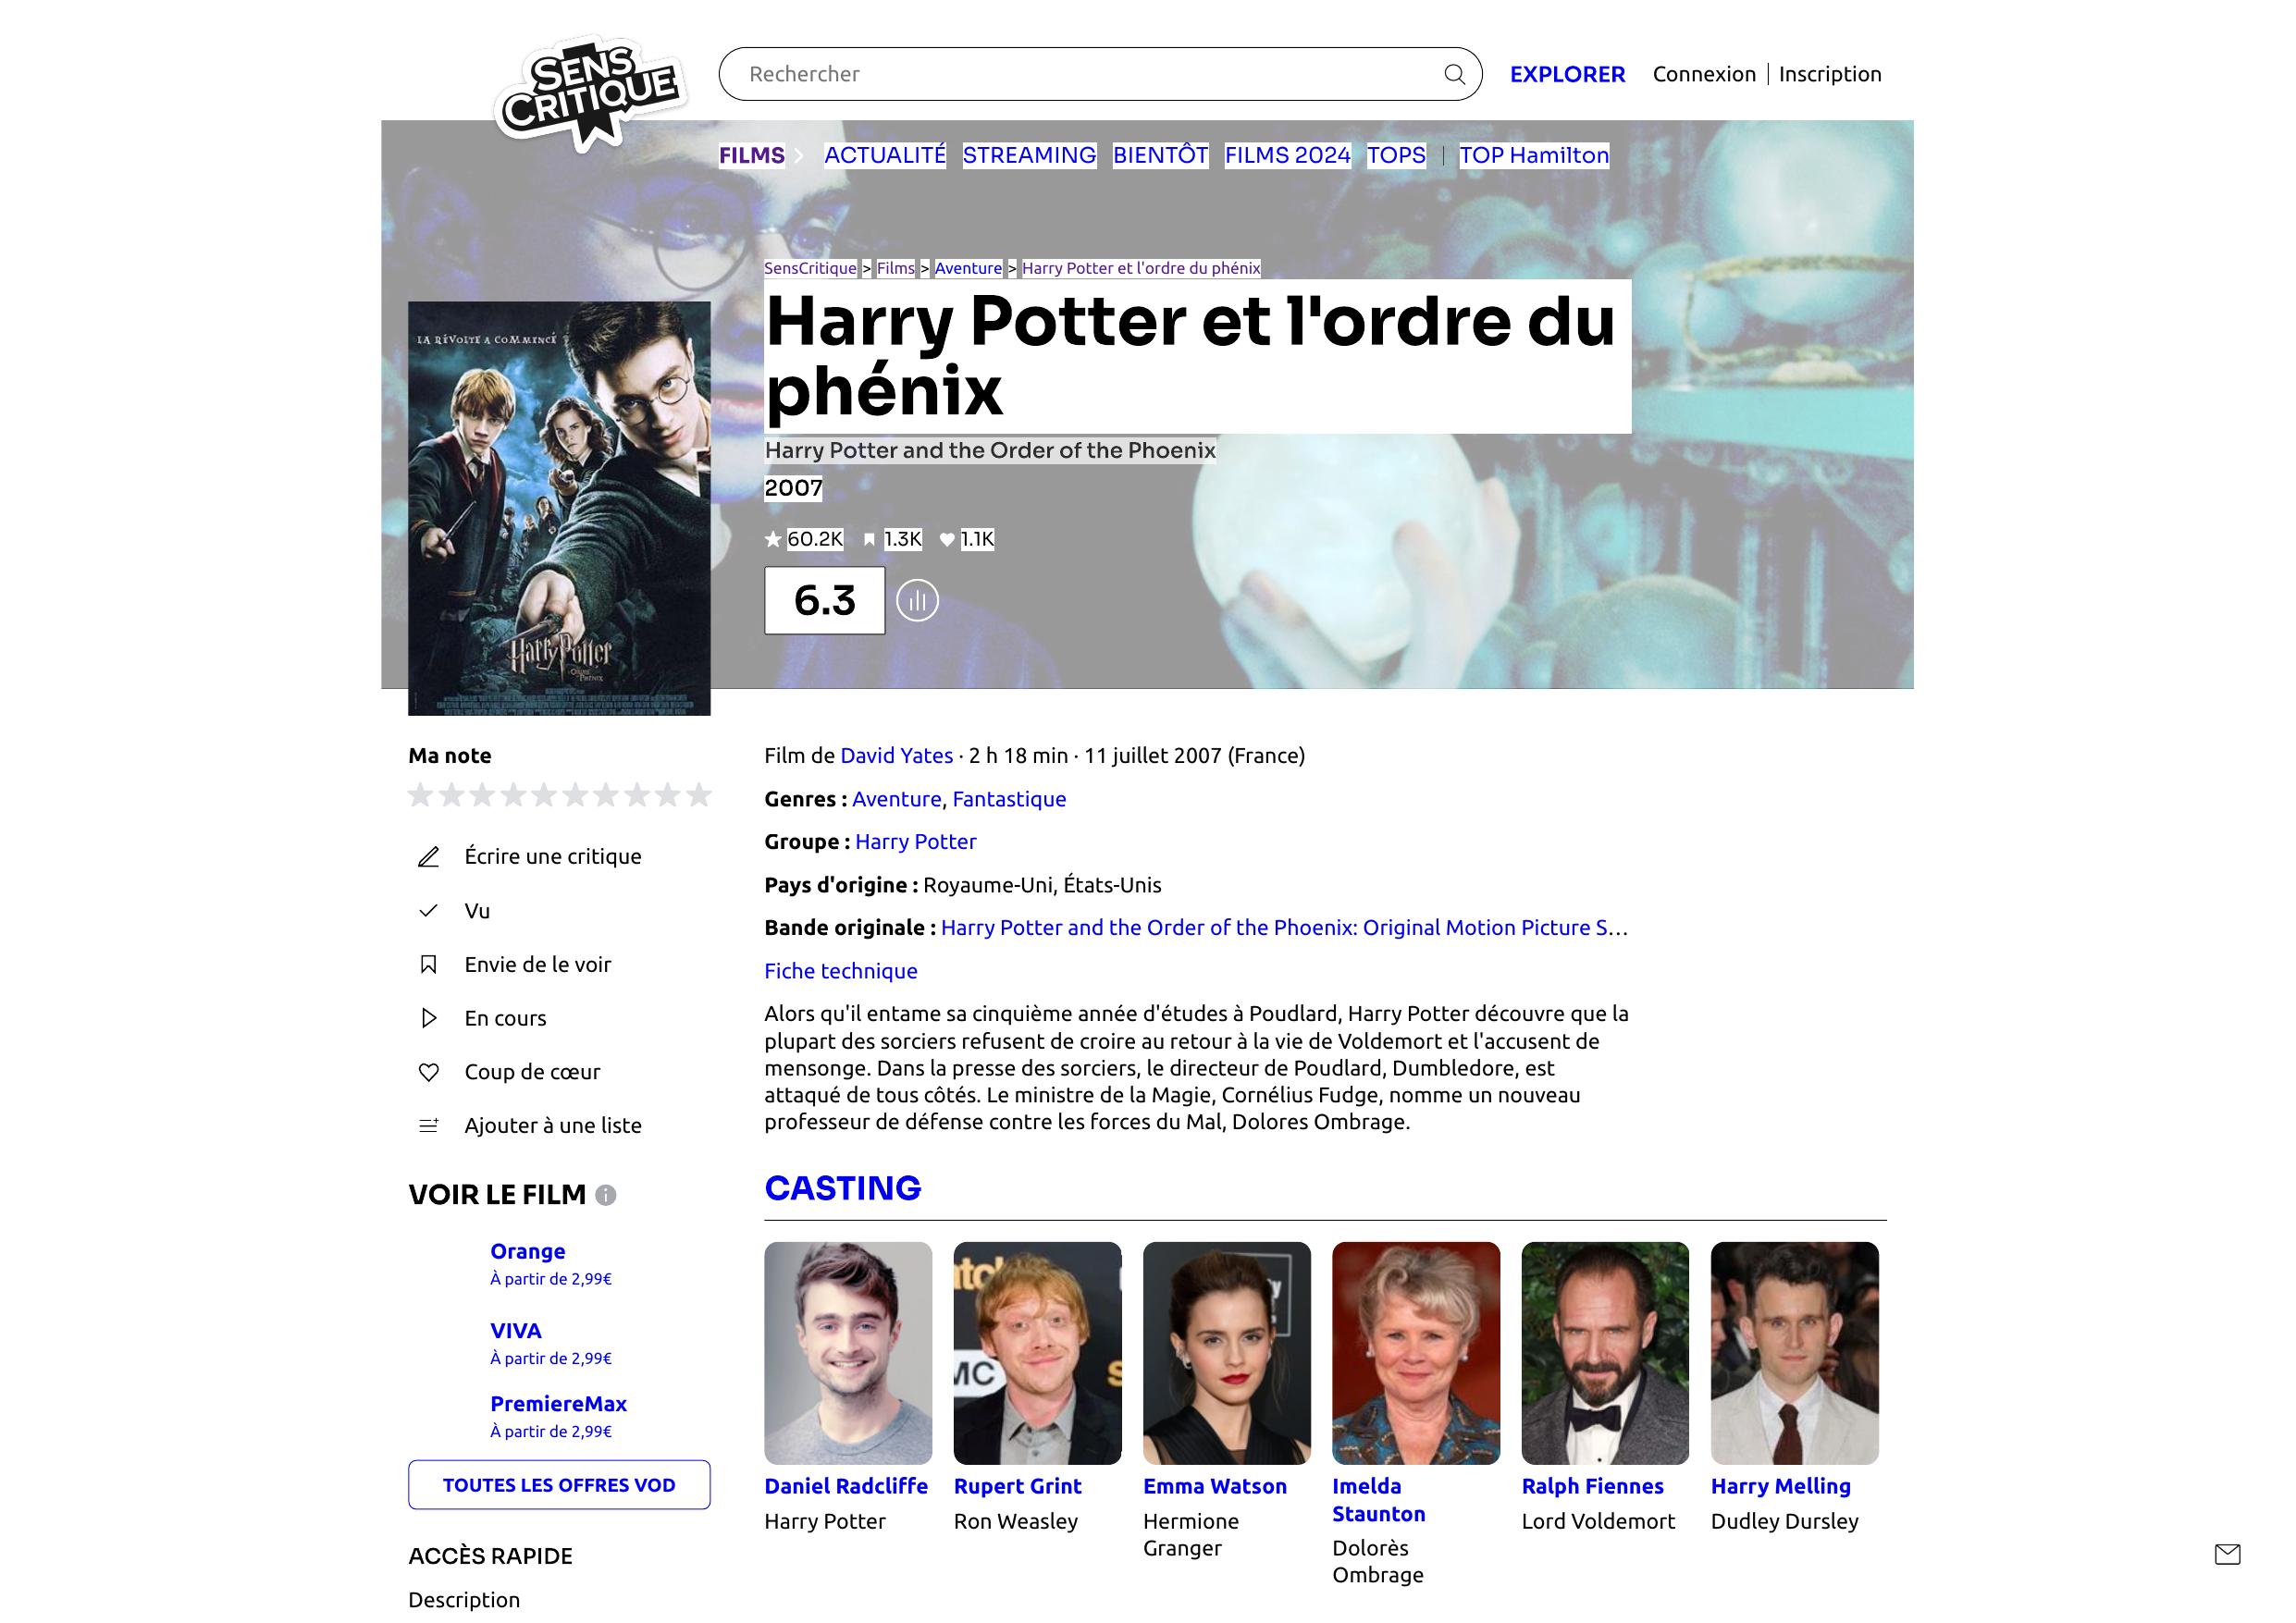 SENS
CRITIQUE
Rechercher
EXPLORER
Connexion | Inscription
FILMS
ACTUALITÉ
STREAMING
BIENTÔT
FILMS 2024
TOPS
|
TOP Hamilton
SensCritique > Films > Aventure > Harry Potter et l'ordre du phénix
Harry Potter et l'ordre du
phénix
Harry Potter and the Order of the Phoenix
2007
60.2K
1.3K
1.1K
6.3
LA RÉVOLTE A COMMENCÉ
Harry Potter
Ma note
Écrire une critique
Vu
Envie de le voir
En cours
Coup de cœur
Ajouter à une liste
VOIR LE FILM
Orange
À partir de 2,99€
VIVA
À partir de 2,99€
PremiereMax
À partir de 2,99€
TOUTES LES OFFRES VOD
ACCÈS RAPIDE
Description
Film de David Yates · 2 h 18 min · 11 juillet 2007 (France)
Genres : Aventure, Fantastique
Groupe : Harry Potter
Pays d'origine : Royaume-Uni, États-Unis
Bande originale : Harry Potter and the Order of the Phoenix: Original Motion Picture S…
Fiche technique
Alors qu'il entame sa cinquième année d'études à Poudlard, Harry Potter découvre que la
plupart des sorciers refusent de croire au retour à la vie de Voldemort et l'accusent de
mensonge. Dans la presse des sorciers, le directeur de Poudlard, Dumbledore, est
attaqué de tous côtés. Le ministre de la Magie, Cornélius Fudge, nomme un nouveau
professeur de défense contre les forces du Mal, Dolores Ombrage.
CASTING
Daniel Radcliffe
Harry Potter
Rupert Grint
Ron Weasley
Emma Watson
Hermione
Granger
Imelda
Staunton
Dolorès
Ombrage
Ralph Fiennes
Lord Voldemort
Harry Melling
Dudley Dursley